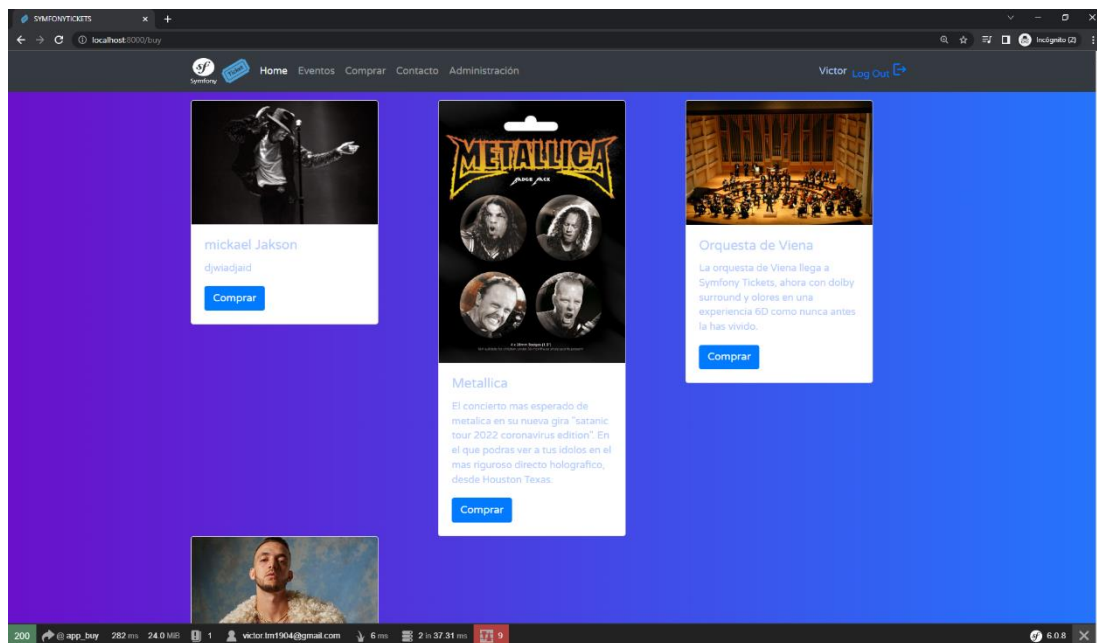 SYMFONYTICKETS
localhost:8000/buy
Incógnito (2)
Symfony
Ticket
Home Eventos Comprar Contacto Administración
Victor Log Out
mickael Jakson
djwiadjaid
Comprar
METALLICA
Metallica
El concierto mas esperado de
metalica en su nueva gira "satanic
tour 2022 coronavirus edition". En
el que podras ver a tus idolos en el
mas riguroso directo holografico,
desde Houston Texas.
Comprar
Orquesta de Viena
La orquesta de Viena llega a
Symfony Tickets, ahora con dolby
surround y olores en una
experiencia 6D como nunca antes
la has vivido.
Comprar
200 @ app_buy 282 ms 24.0 MiB 1 victor.tm1904@gmail.com 6 ms 2 in 37.31 ms 9 6.0.8